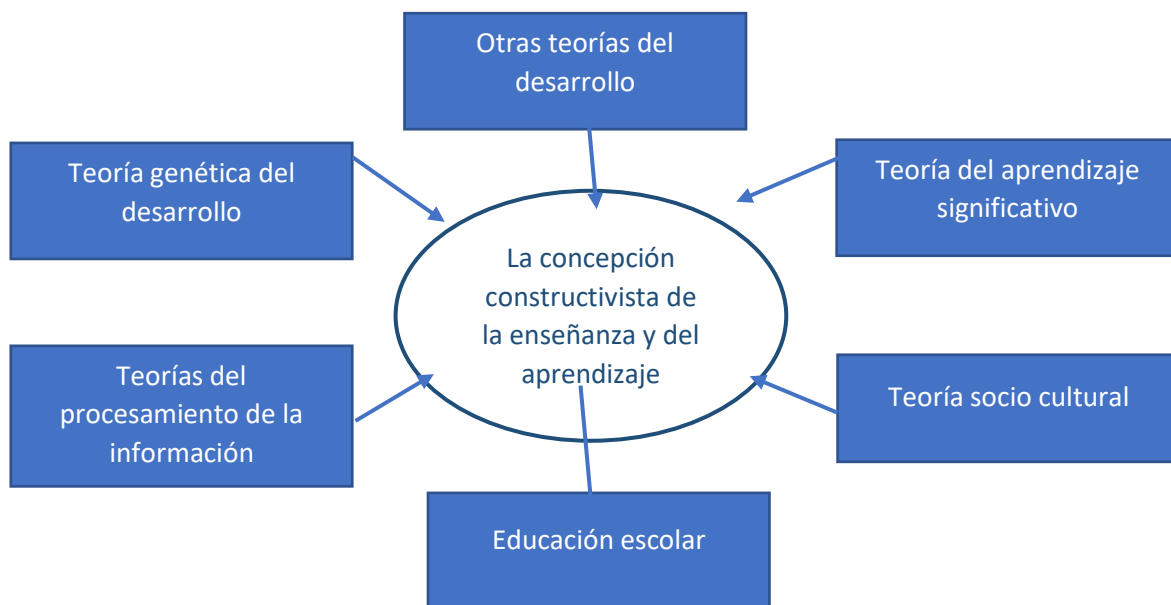 Otras teorías del
desarrollo
Teoría genética del
desarrollo
Teoría del aprendizaje
significativo
La concepción
constructivista de
la enseñanza y del
aprendizaje
Teorías del
procesamiento de la
información
Teoría socio cultural
Educación escolar